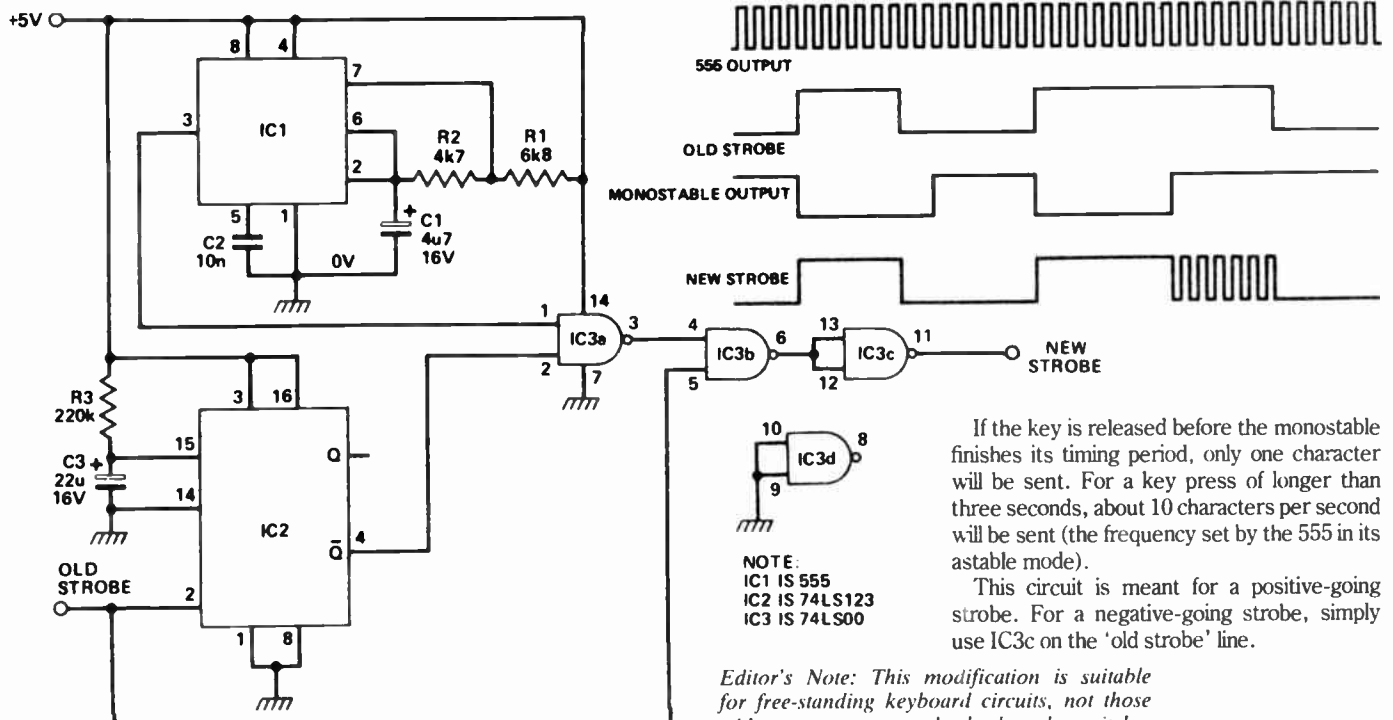 +5V
8
4
7
3
IC1
6
R2
4k7
R1
6k8
2
5
1
C2
10n
0V
+
C1
4u7
16V
555 OUTPUT
OLD STROBE
MONOSTABLE OUTPUT
NEW STROBE
1
14
IC3a
3
2
7
4
IC3b
6
5
13
IC3c
11
12
NEW
STROBE
R3
220k
3
16
15
Q
C3
+
22u
16V
14
IC2
Q̅
4
OLD
STROBE
2
1
8
10
IC3d
8
9
NOTE:
IC1 IS 555
IC2 IS 74LS123
IC3 IS 74LS00
If the key is released before the monostable
finishes its timing period, only one character
will be sent. For a key press of longer than
three seconds, about 10 characters per second
will be sent (the frequency set by the 555 in its
astable mode).
This circuit is meant for a positive-going
strobe. For a negative-going strobe, simply
use IC3c on the 'old strobe' line.
Editor's Note: This modification is suitable
for free-standing keyboard circuits, not those